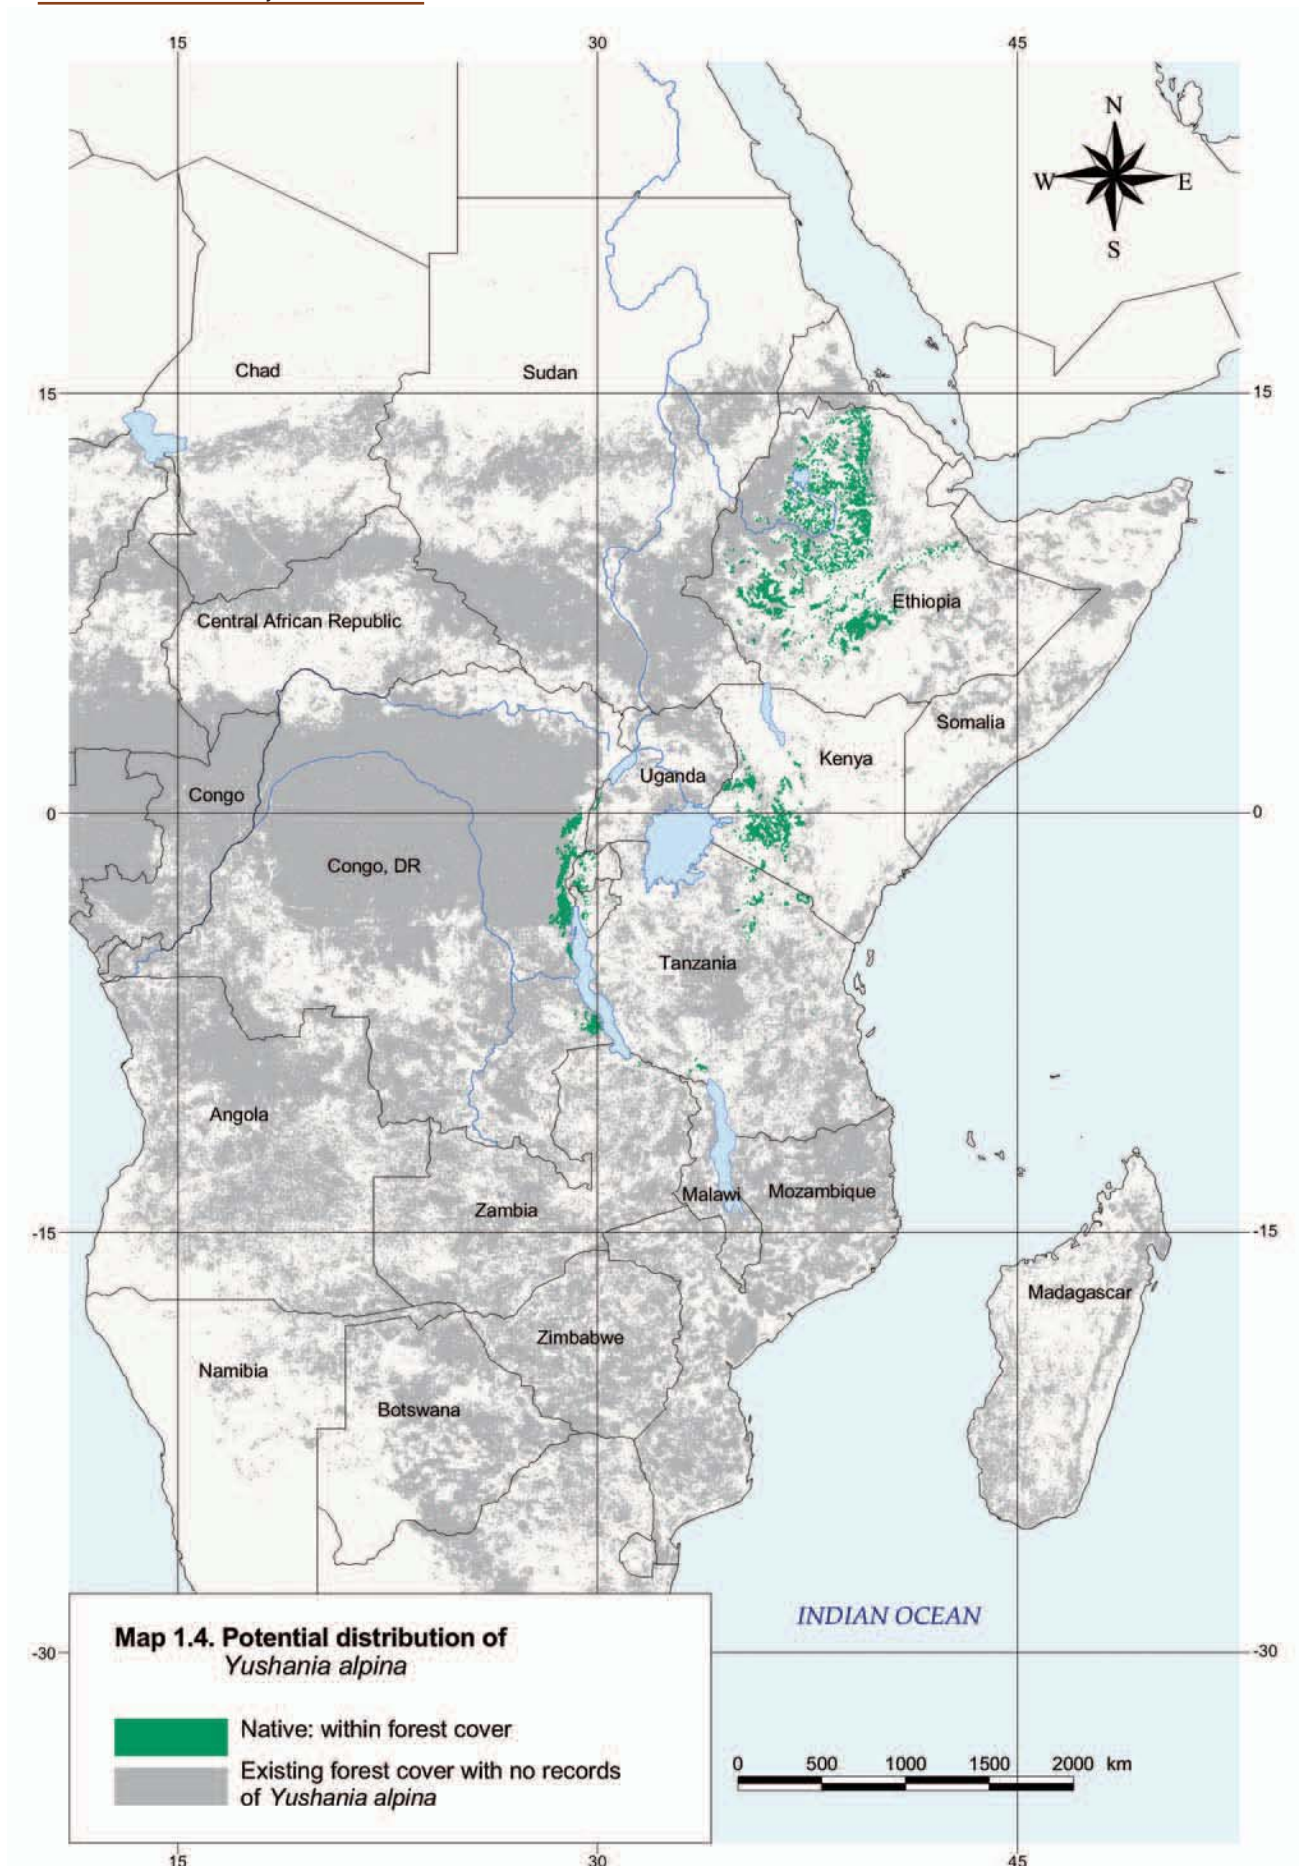 15 30 45
N
W E
S
Chad
Sudan
15 15
Ethiopia
Central African Republic
Somalia
Kenya
Uganda
Congo
0 0
Congo, DR
Tanzania
Angola
Malawi
Mozambique
Zambia
-15 -15
Madagascar
Zimbabwe
Namibia
Botswana
INDIAN OCEAN
Map 1.4. Potential distribution of
Yushania alpina
-30 -30
Native: within forest cover
Existing forest cover with no records
of Yushania alpina
0 500 1000 1500 2000 km
15 30 45